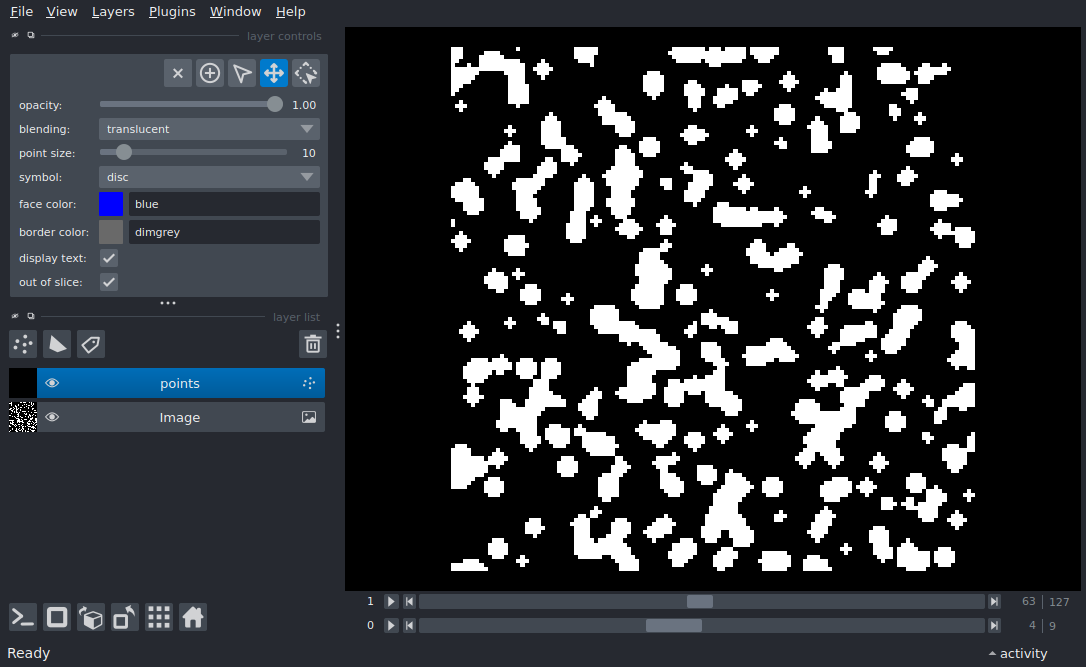 File View Layers Plugins Window Help
layer controls
opacity: 1.00
blending: translucent
point size: 10
symbol: disc
face color: blue
border color: dimgrey
display text:
out of slice:
layer list
points
Image
1 63 127
0 4 9
Ready activity